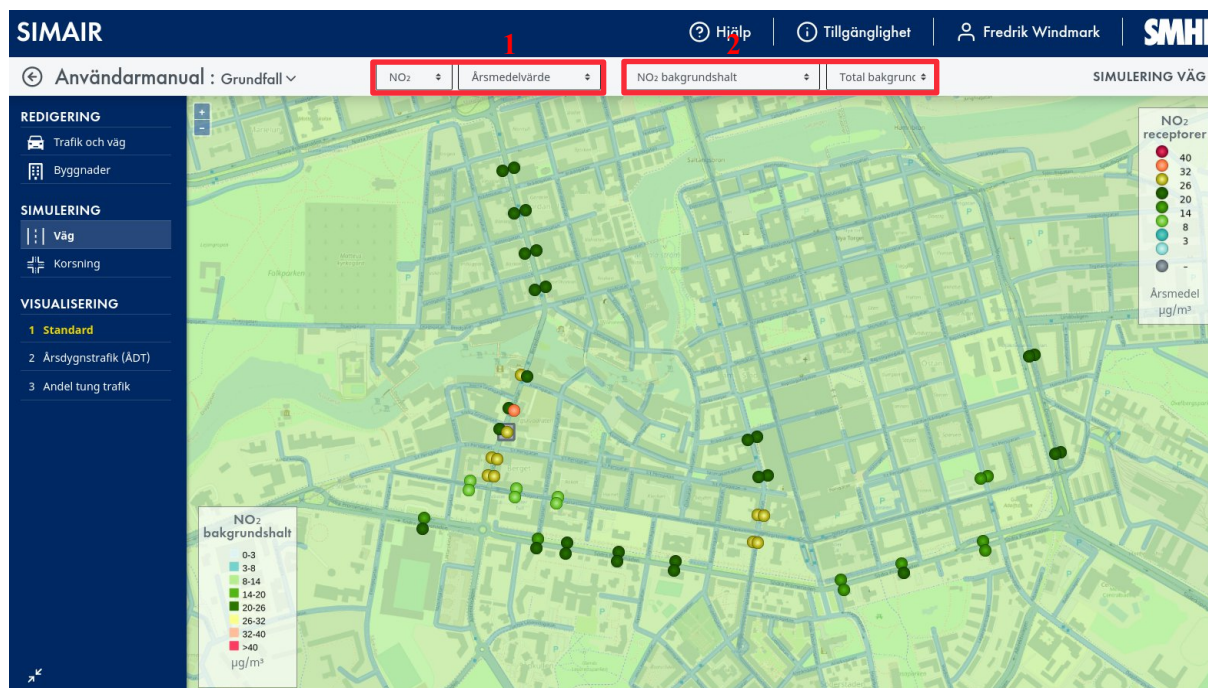 SIMAIR
Hjälp
Tillgänglighet
Fredrik Windmark
SMHI
1
2
Användarmanual : Grundfall
NO₂
Årsmedelvärde
NO₂ bakgrundshalt
Total bakgrunc
SIMULERING VÄG
REDIGERING
Trafik och väg
Byggnader
SIMULERING
Väg
Korsning
VISUALISERING
1 Standard
2 Årsdygnstrafik (ÅDT)
3 Andel tung trafik
+
-
NO₂
receptorer
40
32
26
20
14
8
3
-
Årsmedel
µg/m³
NO₂
bakgrundshalt
0-3
3-8
8-14
14-20
20-26
26-32
32-40
>40
µg/m³
Folkparken